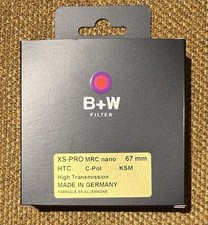 B+W
FILTER
XS-PRO MRC nano 67 mm
HTC C-Pol KSM
High Transmission
MADE IN GERMANY
FABRIQUE EN ALLEMAGNE